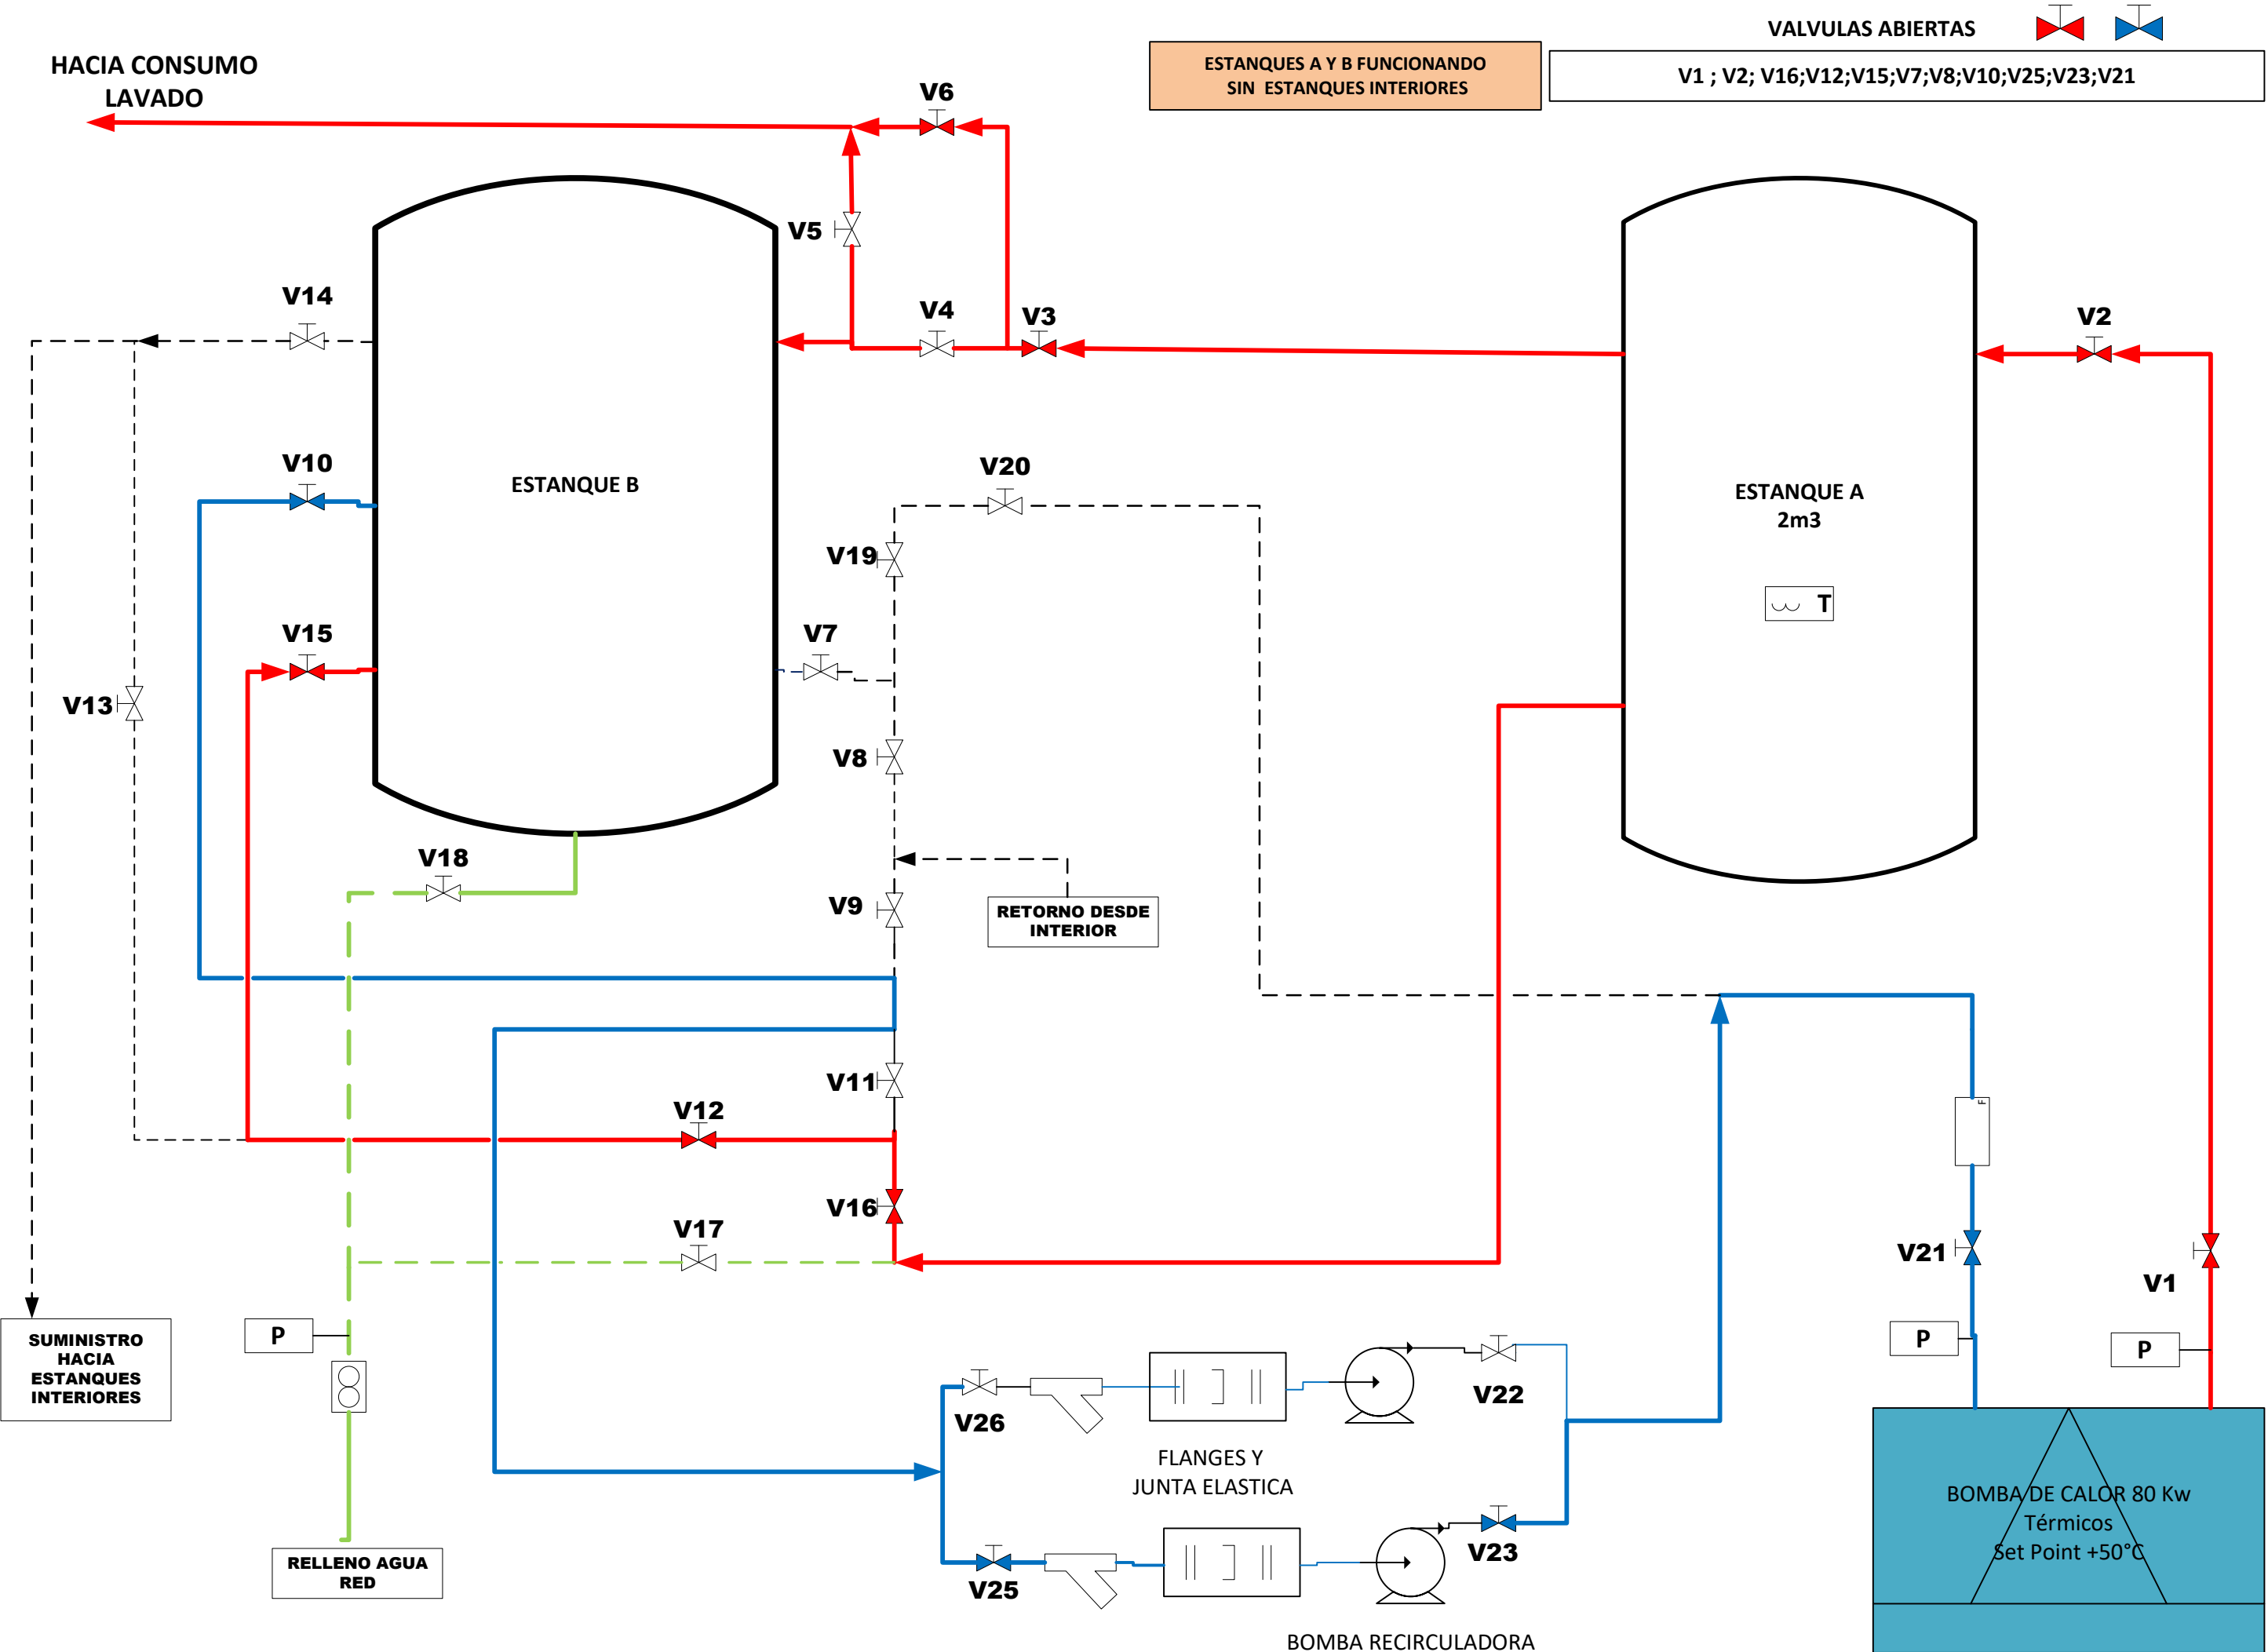 VALVULAS ABIERTAS
HACIA CONSUMO
LAVADO
ESTANQUES A Y B FUNCIONANDO
SIN ESTANQUES INTERIORES
V1 ; V2; V16;V12;V15;V7;V8;V10;V25;V23;V21
V6
V5
V14
V4
V3
V2
V10
ESTANQUE B
V20
ESTANQUE A
2m3
V19
T
V15
V7
V13
V8
V18
V9
RETORNO DESDE
INTERIOR
V11
V12
F
V16
V17
V21
V1
SUMINISTRO
HACIA
ESTANQUES
INTERIORES
P
P
P
V26
V22
FLANGES Y
JUNTA ELASTICA
BOMBA DE CALOR 80 Kw
Térmicos
Set Point +50°C
RELLENO AGUA
RED
V25
V23
BOMBA RECIRCULADORA